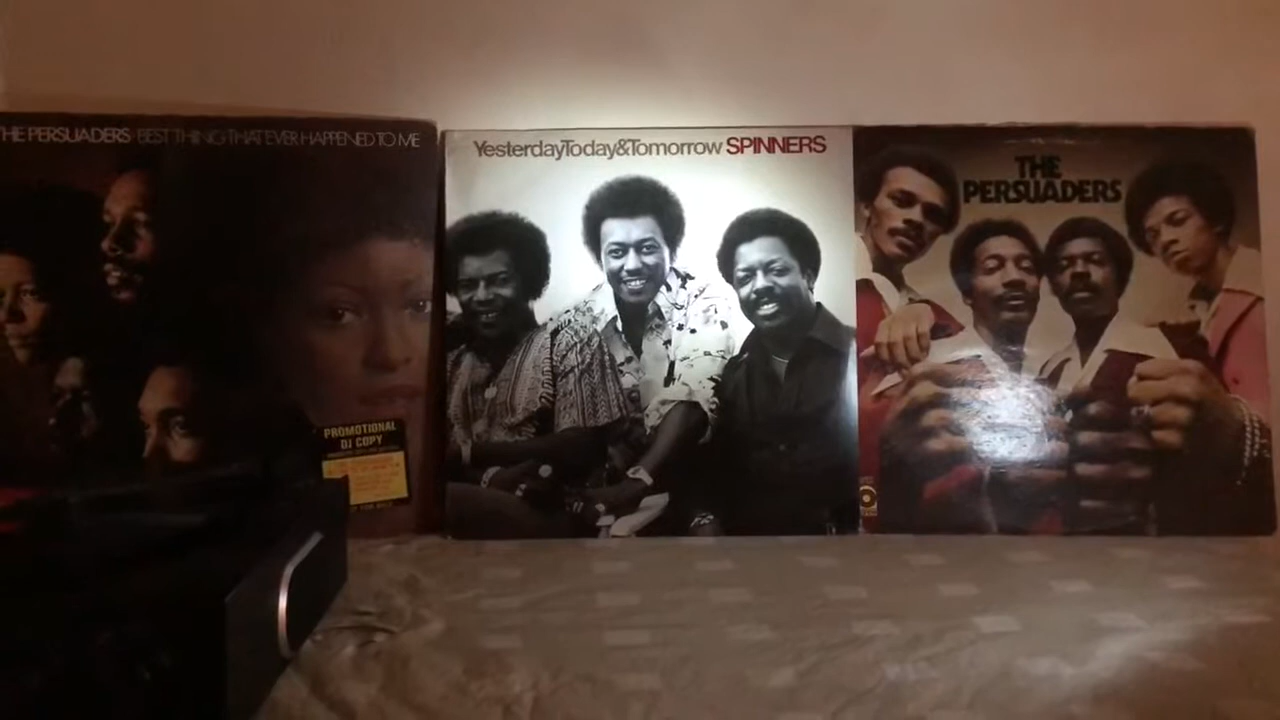 THE PERSUADERS BEST THING THAT EVER HAPPENED TO ME
PROMOTIONAL
DJ COPY
YesterdayToday&Tomorrow SPINNERS
THE
PERSUADERS